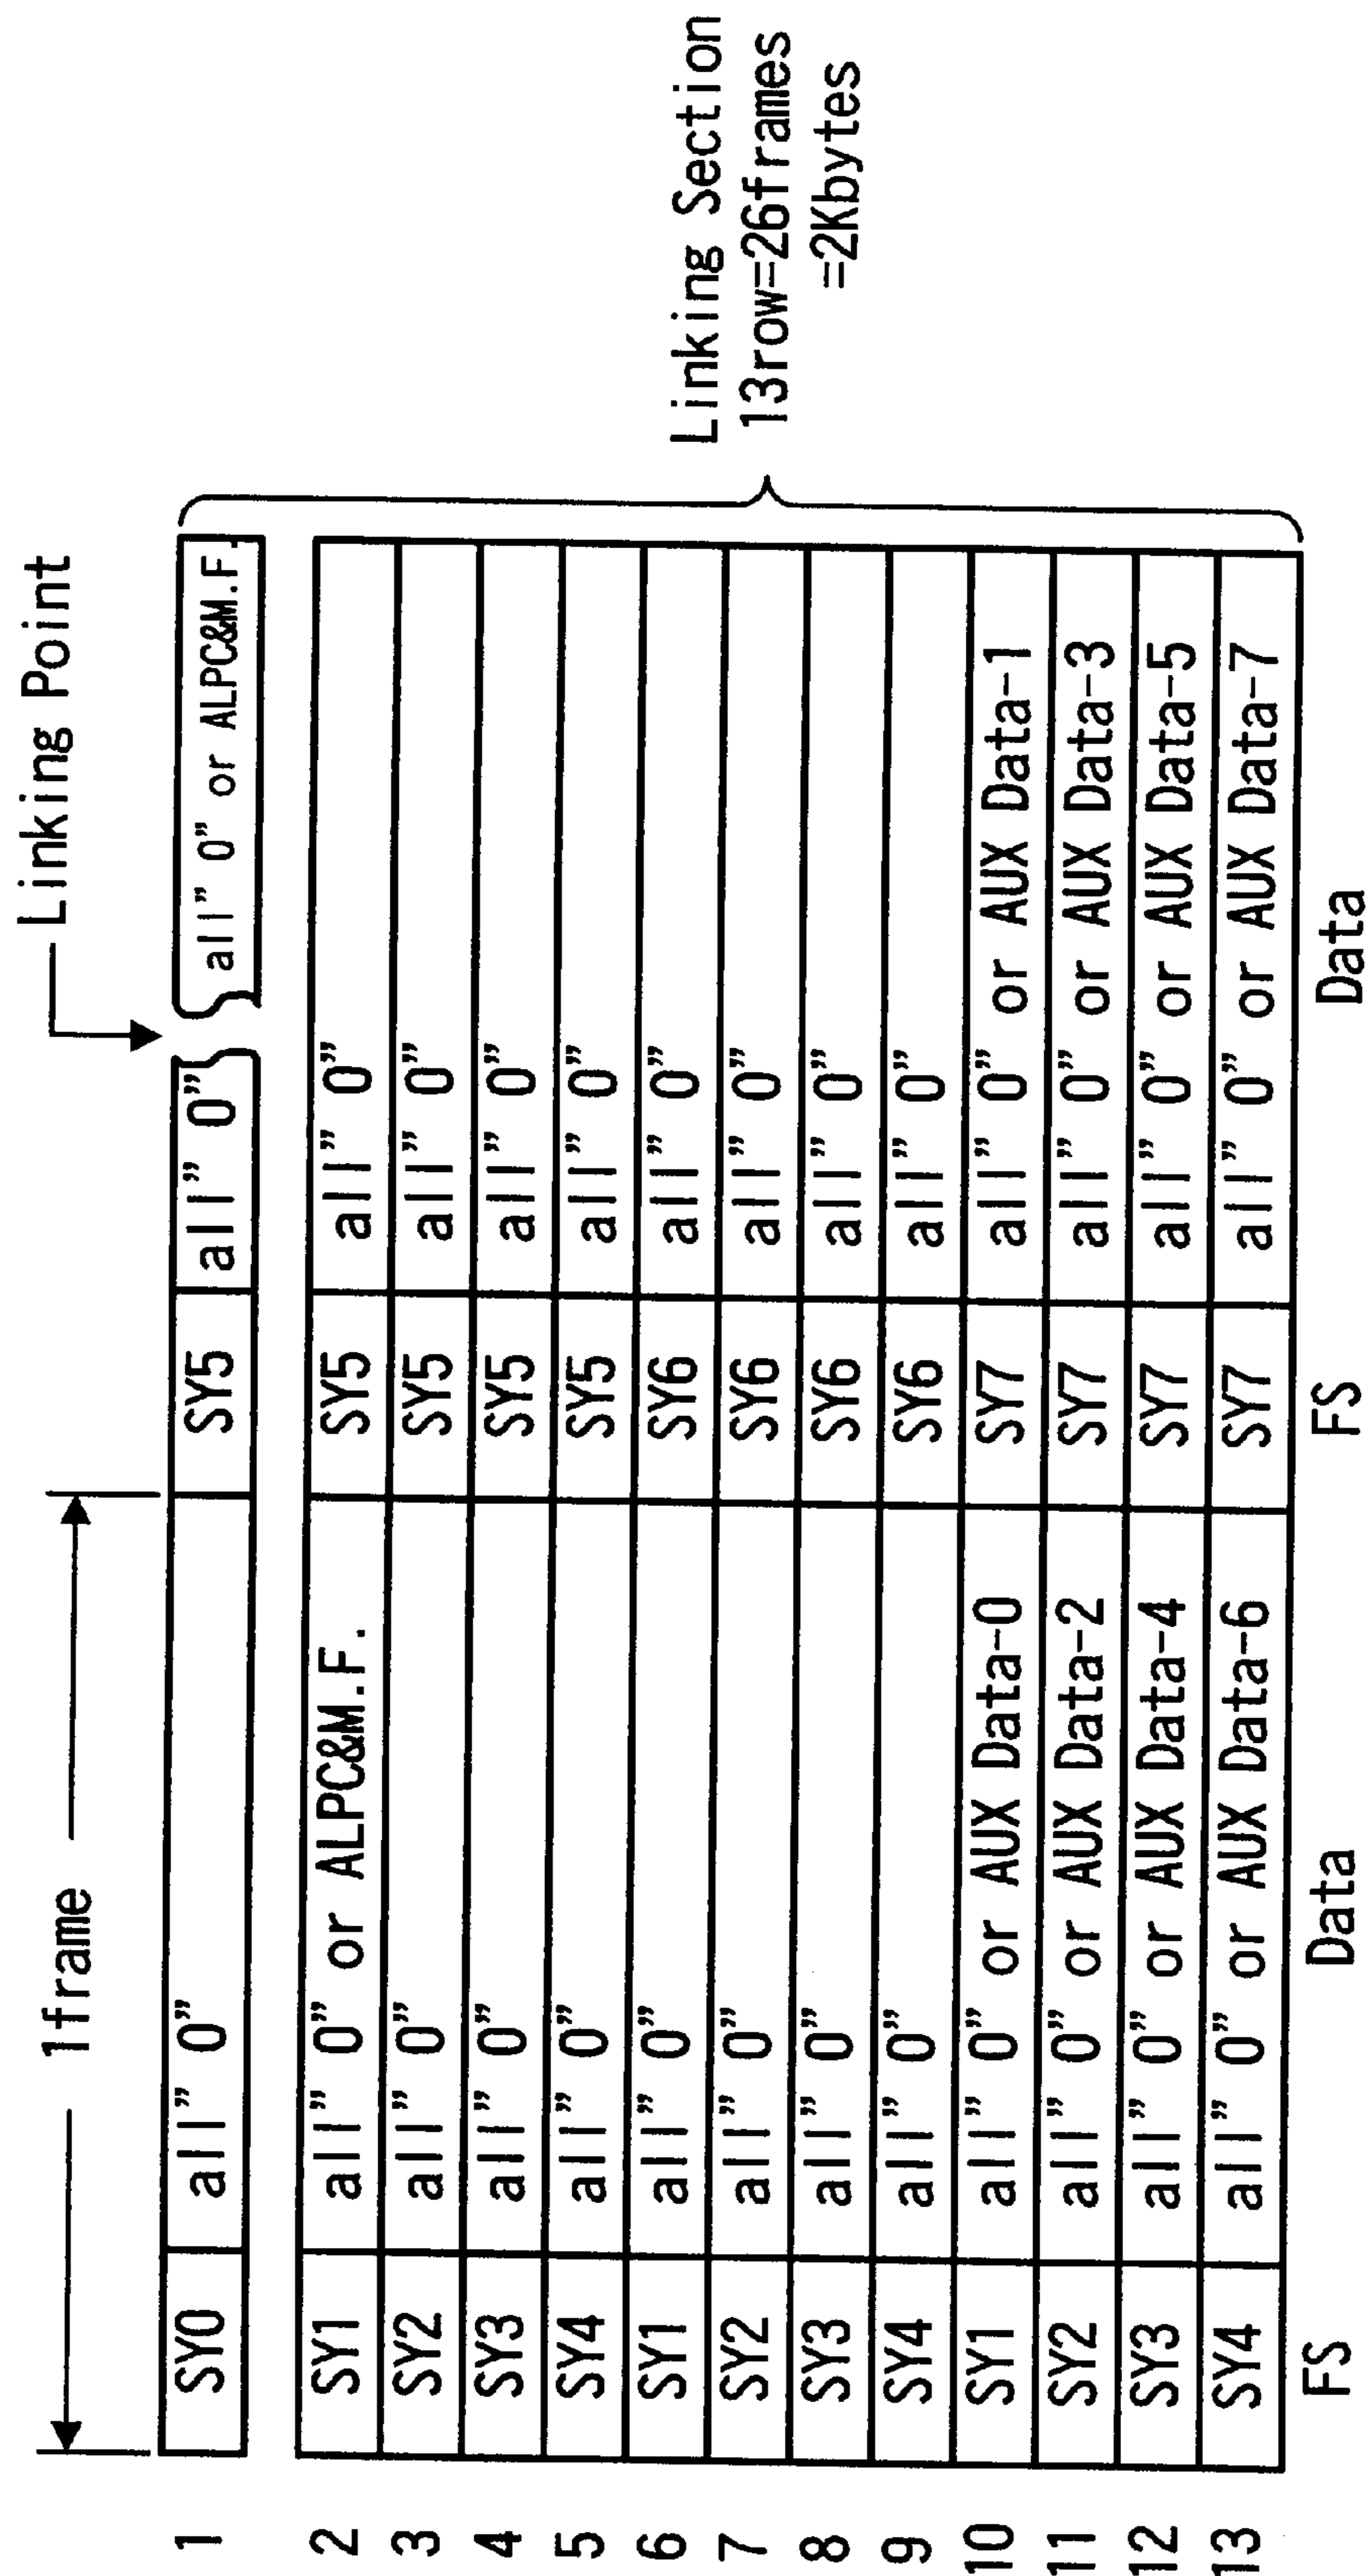 1frame
Linking Point
1 SY0 all” 0” SY5 all” 0” all” 0” or ALPC&M.F.
2 SY1 all” 0” or ALPC&M.F. SY5 all” 0”
3 SY2 all” 0” SY5 all” 0”
4 SY3 all” 0” SY5 all” 0”
5 SY4 all” 0” SY5 all” 0”
6 SY1 all” 0” SY6 all” 0”
7 SY2 all” 0” SY6 all” 0”
8 SY3 all” 0” SY6 all” 0”
9 SY4 all” 0” SY6 all” 0”
10 SY1 all” 0” or AUX Data-0 SY7 all” 0” or AUX Data-1
11 SY2 all” 0” or AUX Data-2 SY7 all” 0” or AUX Data-3
12 SY3 all” 0” or AUX Data-4 SY7 all” 0” or AUX Data-5
13 SY4 all” 0” or AUX Data-6 SY7 all” 0” or AUX Data-7
FS Data FS Data
Linking Section
13row=26frames
=2Kbytes